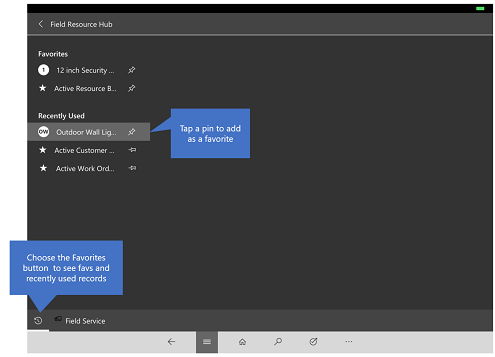 Field Resource Hub
Favorites
1 12 inch Security ...
Active Resource B...
Recently Used
OW Outdoor Wall Lig...
Active Customer ...
Active Work Ord...
Tap a pin to add
as a favorite
Choose the Favorites
button to see favs and
recently used records
Field Service